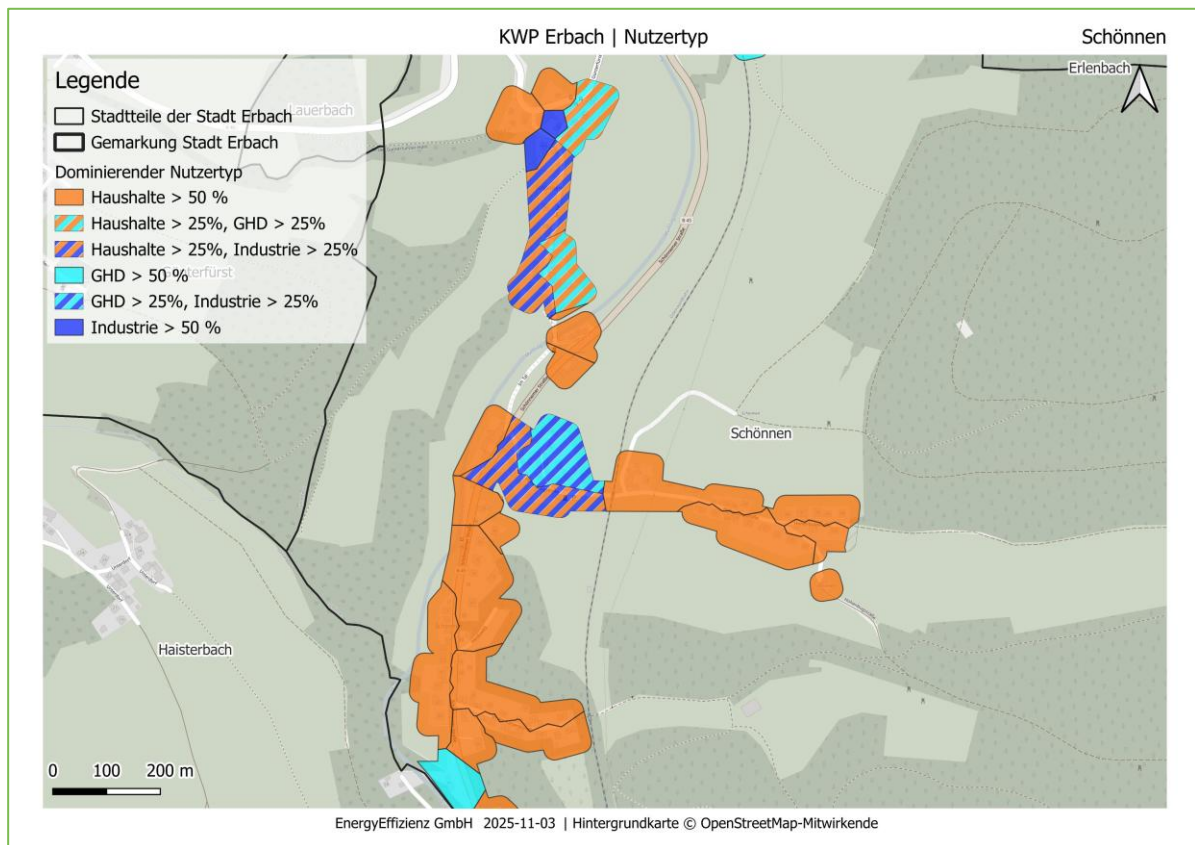 KWP Erbach | Nutzertyp
Schönnen
Legende
Stadtteile der Stadt Erbach
Gemarkung Stadt Erbach
Dominierender Nutzertyp
Haushalte > 50 %
Haushalte > 25%, GHD > 25%
Haushalte > 25%, Industrie > 25%
GHD > 50 %
GHD > 25%, Industrie > 25%
Industrie > 50 %
Lauerbach
Erlenbach
Schönnen
Haisterbach
0 100 200 m
EnergyEffizienz GmbH 2025-11-03 | Hintergrundkarte © OpenStreetMap-Mitwirkende